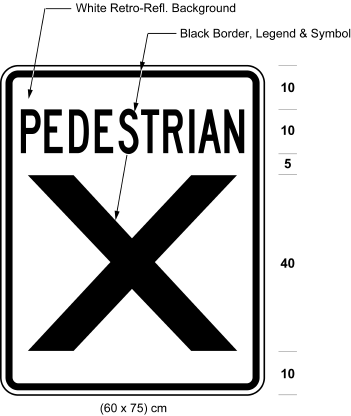 White Retro-Refl. Background
Black Border, Legend & Symbol
PEDESTRIAN
X
10
10
5
40
10
(60 x 75) cm